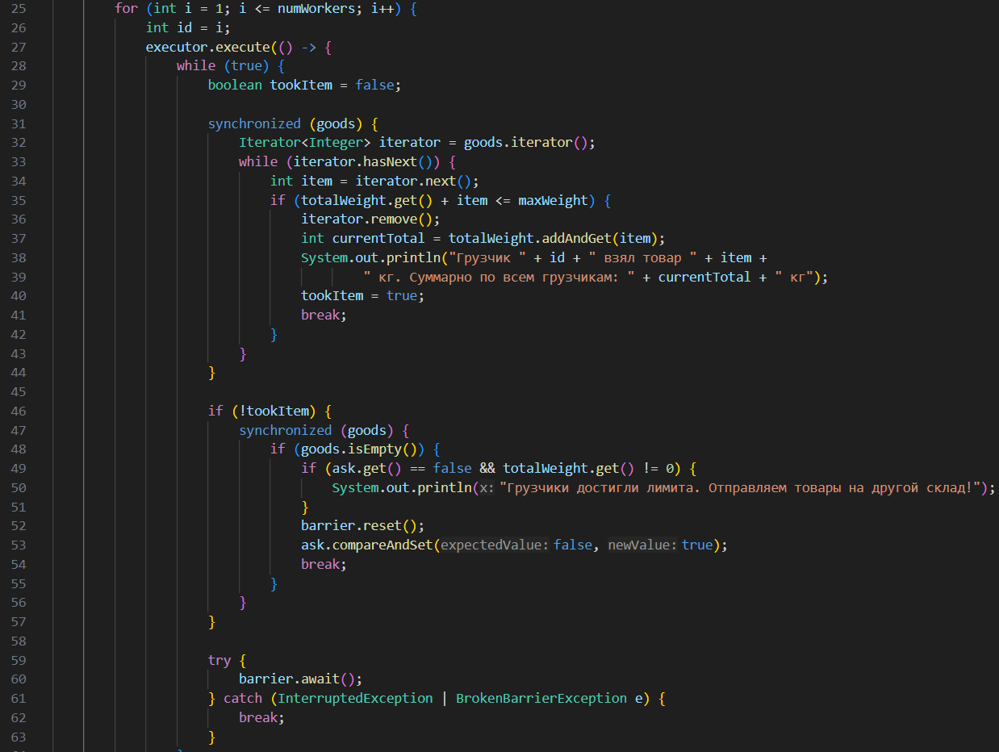 25 for (int i = 1; i <= numWorkers; i++) {
26 int id = i;
27 executor.execute(() -> {
28 while (true) {
29 boolean tookItem = false;
30
31 synchronized (goods) {
32 Iterator<Integer> iterator = goods.iterator();
33 while (iterator.hasNext()) {
34 int item = iterator.next();
35 if (totalWeight.get() + item <= maxWeight) {
36 iterator.remove();
37 int currentTotal = totalWeight.addAndGet(item);
38 System.out.println("Грузчик " + id + " взял товар " + item +
39 " кг. Суммарно по всем грузчикам: " + currentTotal + " кг");
40 tookItem = true;
41 break;
42 }
43 }
44 }
45
46 if (!tookItem) {
47 synchronized (goods) {
48 if (goods.isEmpty()) {
49 if (ask.get() == false && totalWeight.get() != 0) {
50 System.out.println(x: "Грузчики достигли лимита. Отправляем товары на другой склад!");
51 }
52 barrier.reset();
53 ask.compareAndSet(expectedValue: false, newValue: true);
54 break;
55 }
56 }
57 }
58
59 try {
60 barrier.await();
61 } catch (InterruptedException | BrokenBarrierException e) {
62 break;
63 }